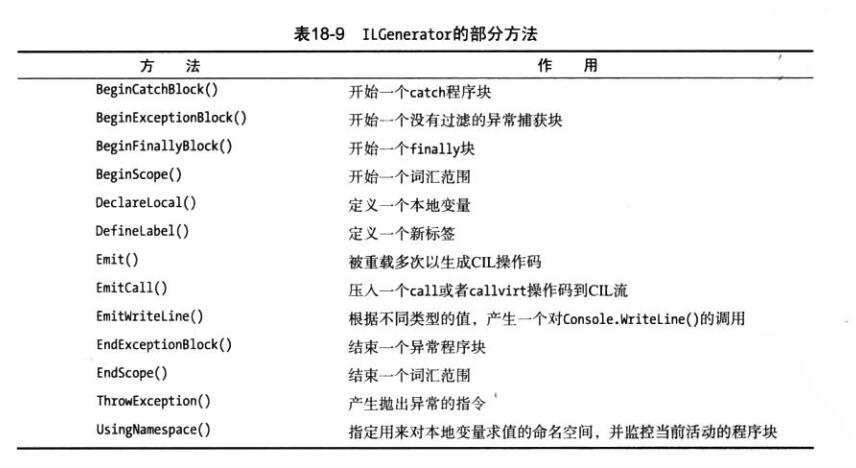 表18-9 ILGenerator的部分方法
方 法 作 用
BeginCatchBlock() 开始一个catch程序块
BeginExceptionBlock() 开始一个没有过滤的异常捕获块
BeginFinallyBlock() 开始一个finally块
BeginScope() 开始一个词汇范围
DeclareLocal() 定义一个本地变量
DefineLabel() 定义一个新标签
Emit() 被重载多次以生成CIL操作码
EmitCall() 压入一个call或者callvirt操作码到CIL流
EmitWriteLine() 根据不同类型的值，产生一个对Console.WriteLine()的调用
EndExceptionBlock() 结束一个异常程序块
EndScope() 结束一个词汇范围
ThrowException() 产生抛出异常的指令
UsingNamespace() 指定用来对本地变量求值的命名空间，并监控当前活动的程序块